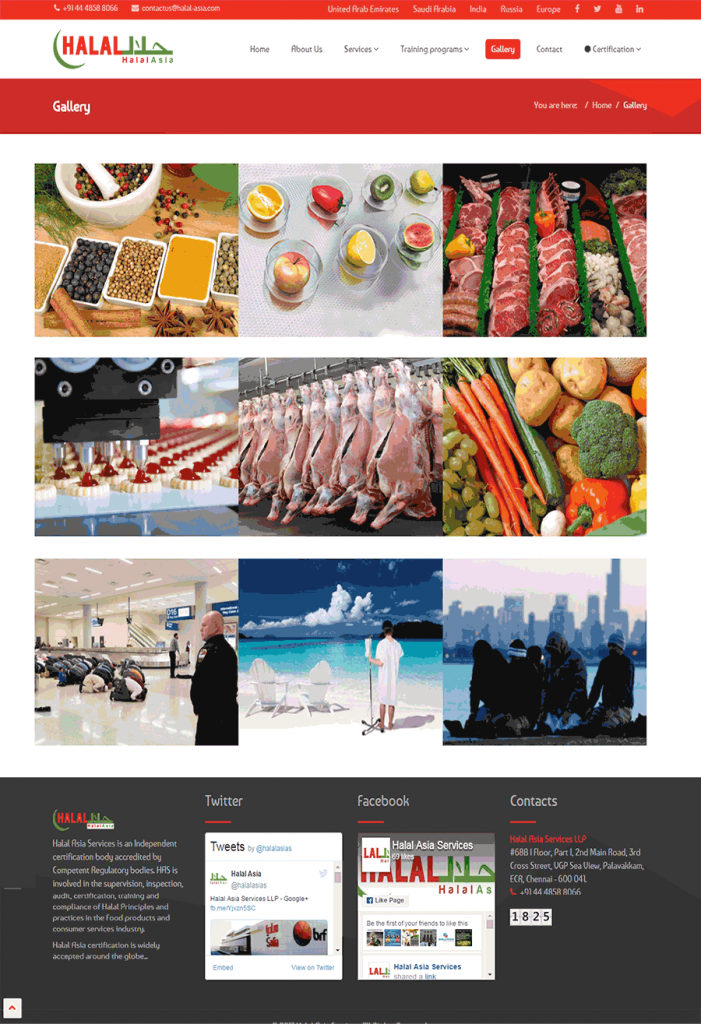 +91 44 4858 8066 contactus@halal-asia.com United Arab Emirates Saudi Arabia India Russia Europe
HALAL حلال
HalalAsia
Home About Us Services Training programs Gallery Contact Certification
Gallery
You are here: / Home / Gallery
016
HALAL حلال
HalalAsia
Halal Asia Services is an Independent
certification body accredited by
Competent Regulatory bodies. HAS is
involved in the supervision, inspection,
audit, certification, training and
compliance of Halal Principles and
practices in the Food products and
consumer services industry.
Halal Asia certification is widely
accepted around the globe...
Twitter
Tweets by @halalasias
Halal Asia
@halalasias
Halal Asia Services LLP - Google+
fb.me/Yjxzn5SC
brf
Embed View on Twitter
Facebook
Halal Asia Services
691 likes
HalalAs
Like Page
Be the first of your friends to like this
Halal Asia Services
shared a link
Contacts
Halal Asia Services LLP
#688 I Floor, Part I, 2nd Main Road, 3rd
Cross Street, UGP Sea View, Palavakkam,
ECR, Chennai - 600 041.
+91 44 4858 8066
1825